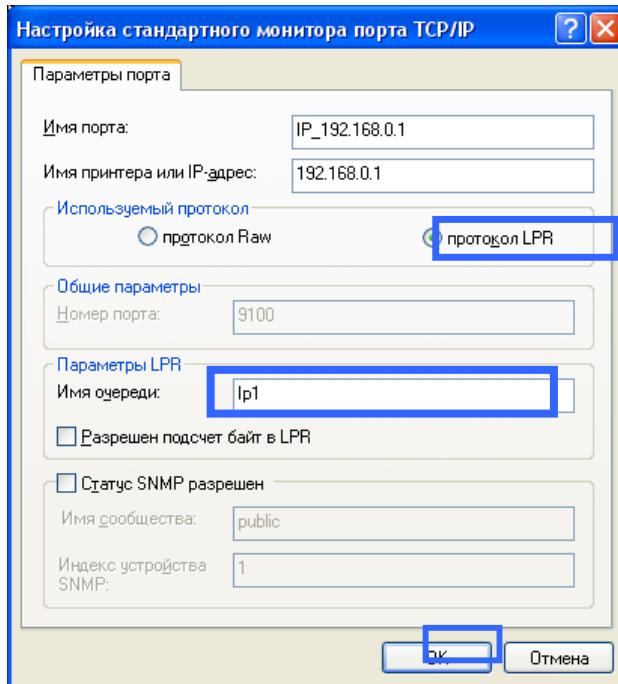 Настройка стандартного монитора порта TCP/IP
Параметры порта
Имя порта: IP_192.168.0.1
Имя принтера или IP-адрес: 192.168.0.1
Используемый протокол
протокол Raw протокол LPR
Общие параметры
Номер порта: 9100
Параметры LPR
Имя очереди: lp1
Разрешен подсчет байт в LPR
Статус SNMP разрешен
Имя сообщества: public
Индекс устройства SNMP: 1
OK Отмена